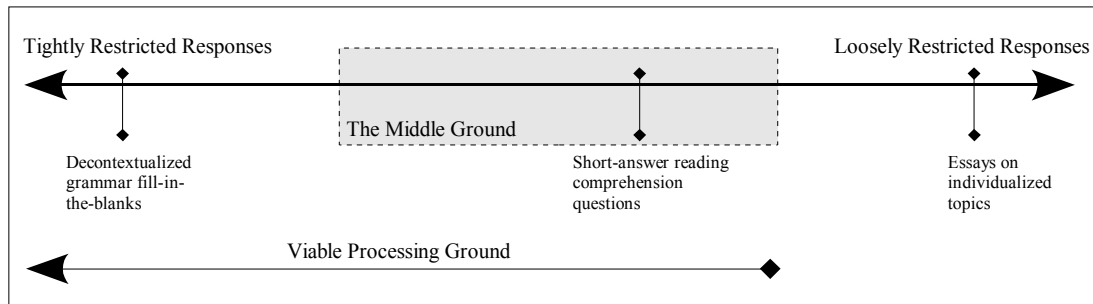 Tightly Restricted Responses
Loosely Restricted Responses
The Middle Ground
Decontextualized
grammar fill-in-
the-blanks
Short-answer reading
comprehension
questions
Essays on
individualized
topics
Viable Processing Ground